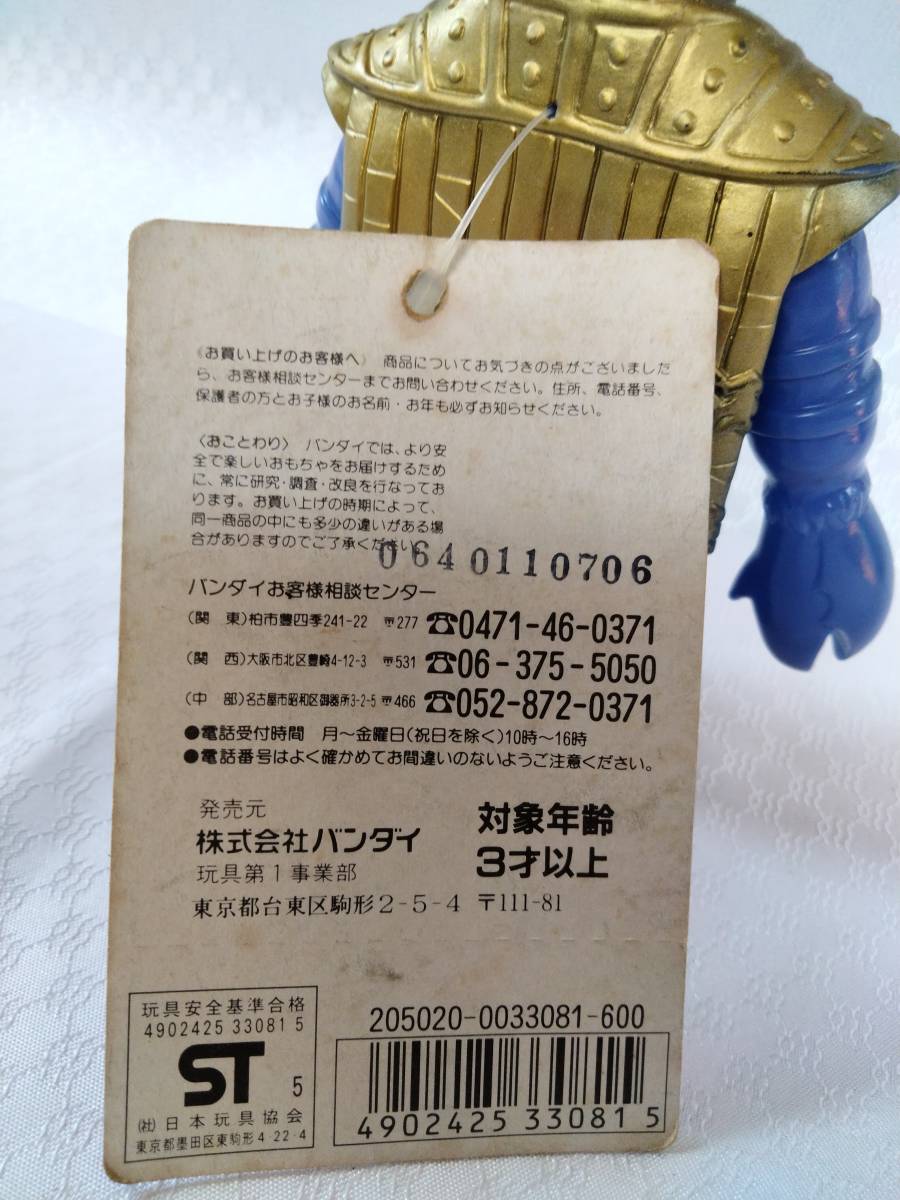 〈お買い上げのお客様へ〉 商品についてお気づきの点がございました
ら、お客様相談センターまでお問い合わせください。住所、電話番号、
保護者の方とお子様のお名前・お年も必ずお知らせください。
〈おことわり〉 バンダイでは、より安
全で楽しいおもちゃをお届けするため
に、常に研究・調査・改良を行なってお
ります。お買い上げの時期によって、
同一商品の中にも多少の違いがある場
合がありますのでご了承ください。
0640110706
バンダイお客様相談センター
(関 東)柏市豊四季241-22 〒277 ☎0471-46-0371
(関 西)大阪市北区豊崎4-12-3 〒531 ☎06-375-5050
(中 部)名古屋市昭和区御器所3-2-5 〒466 ☎052-872-0371
●電話受付時間 月〜金曜日(祝日を除く)10時〜16時
●電話番号はよく確かめてお間違いのないようご注意ください。
発売元
株式会社バンダイ
玩具第1事業部
東京都台東区駒形2-5-4 〒111-81
対象年齢
3才以上
玩具安全基準合格
4902425 33081 5
ST 5
(社)日本玩具協会
東京都墨田区東駒形4-22-4
205020-0033081-600
4902425 33081 5